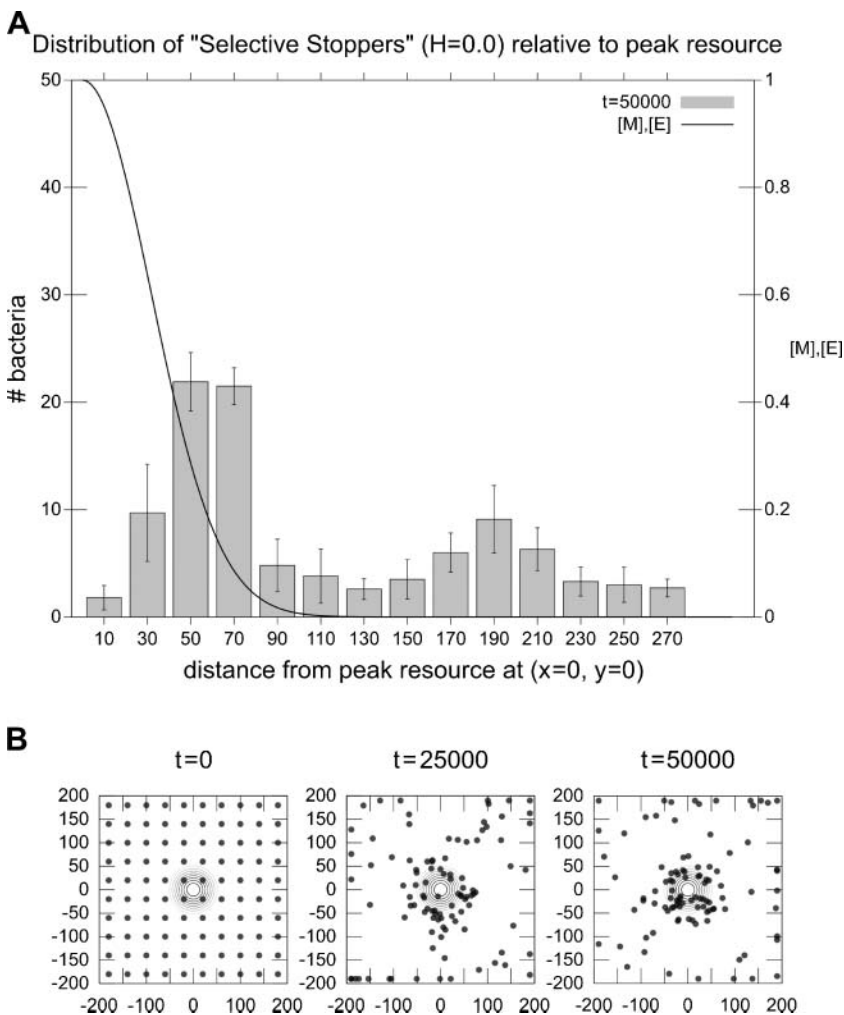 A
Distribution of "Selective Stoppers" (H=0.0) relative to peak resource
50 1
t=50000
[M],[E]
40 0.8
30 0.6
# bacteria
[M],[E]
20 0.4
10 0.2
0 0
10 30 50 70 90 110 130 150 170 190 210 230 250 270
distance from peak resource at (x=0, y=0)
B
t=0 t=25000 t=50000
200 200 200
150 150 150
100 100 100
50 50 50
0 0 0
-50 -50 -50
-100 -100 -100
-150 -150 -150
-200 -200 -200
-200 -100 0 100 200 -200 -100 0 100 200 -200 -100 0 100 200